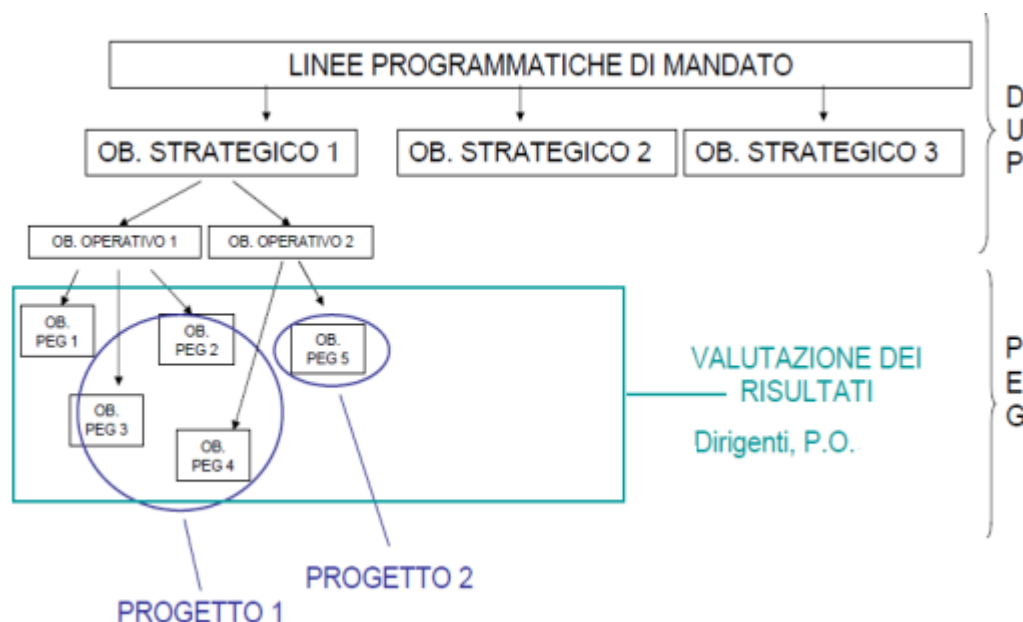 LINEE PROGRAMMATICHE DI MANDATO
OB. STRATEGICO 1
OB. STRATEGICO 2
OB. STRATEGICO 3
D
U
P
OB. OPERATIVO 1
OB. OPERATIVO 2
OB.
PEG 1
OB.
PEG 2
OB.
PEG 5
OB.
PEG 3
OB.
PEG 4
VALUTAZIONE DEI
RISULTATI
Dirigenti, P.O.
P
E
G
PROGETTO 2
PROGETTO 1